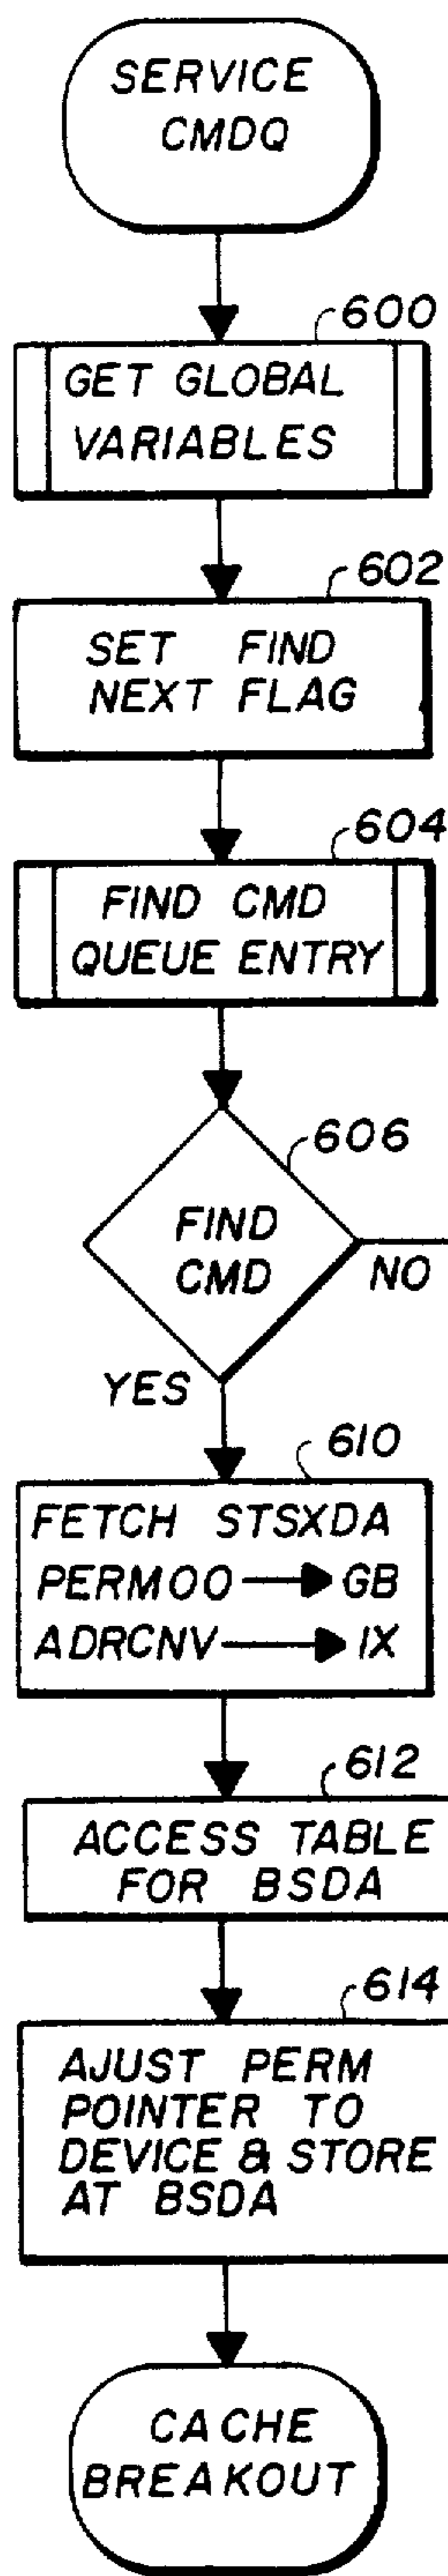 SERVICE
CMDQ
600
GET GLOBAL
VARIABLES
602
SET FIND
NEXT FLAG
604
FIND CMD
QUEUE ENTRY
606
FIND
CMD
NO
YES
610
FETCH STSXDA
PERM00 → GB
ADRCNV → IX
612
ACCESS TABLE
FOR BSDA
614
AJUST PERM
POINTER TO
DEVICE & STORE
AT BSDA
CACHE
BREAKOUT